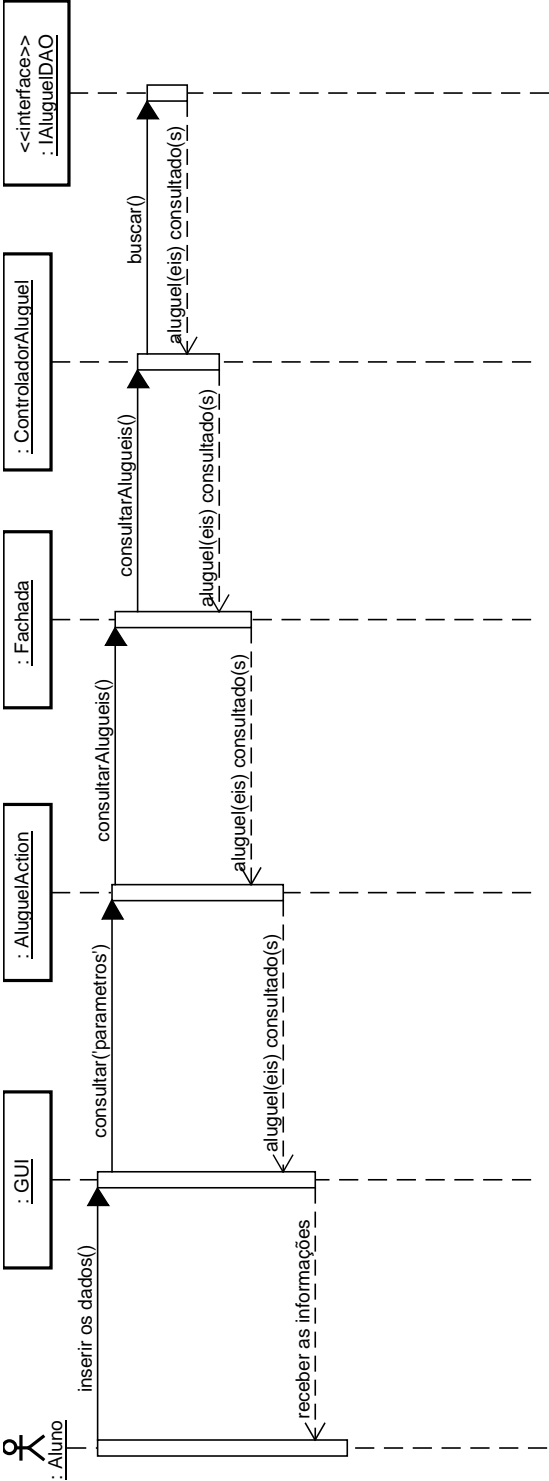 : Aluno
: GUI
: AluguelAction
: Fachada
: ControladorAluguel
<<interface>>
: IAluguelDAO
inserir os dados()
consultar('parametros')
consultarAlugueis()
consultarAlugueis()
buscar()
aluguel(eis) consultado(s)
aluguel(eis) consultado(s)
aluguel(eis) consultado(s)
aluguel(eis) consultado(s)
receber as informações